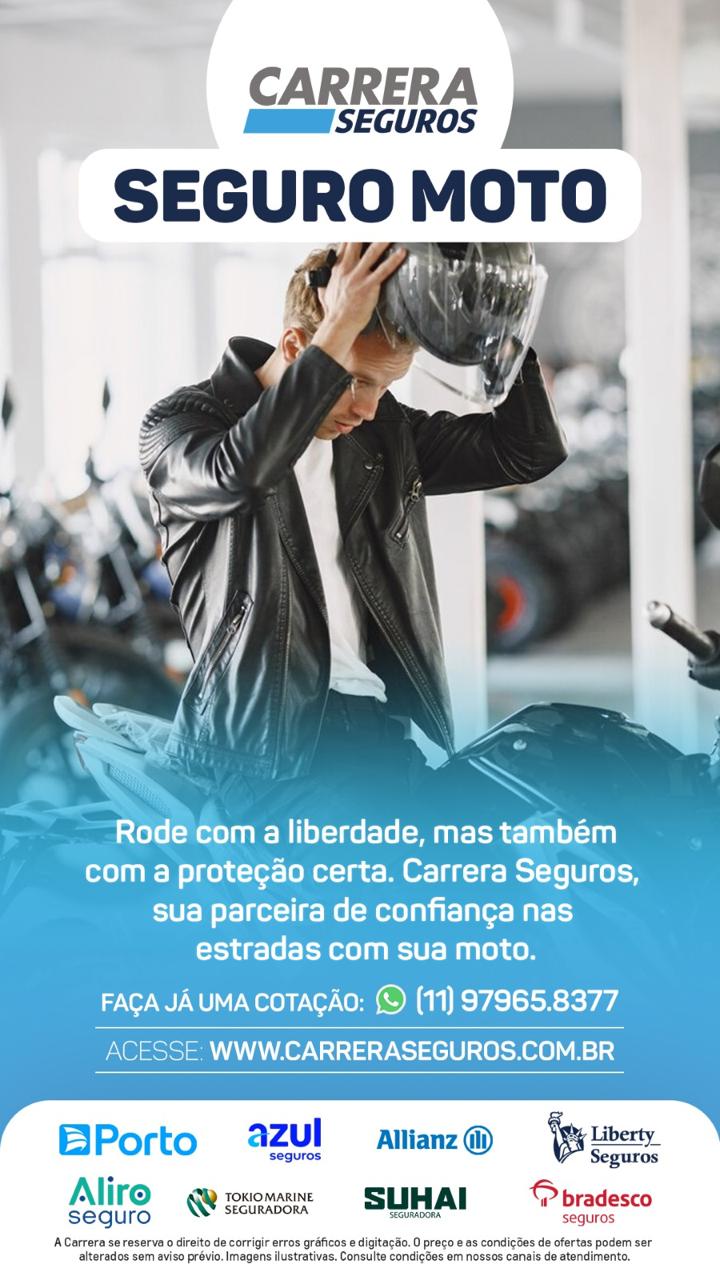 CARRERA
SEGUROS
SEGURO MOTO
Rode com a liberdade, mas também
com a proteção certa. Carrera Seguros,
sua parceira de confiança nas
estradas com sua moto.
FAÇA JÁ UMA COTAÇÃO: (11) 97965.8377
ACESSE: WWW.CARRERASEGUROS.COM.BR
Porto
azul
seguros
Allianz
Liberty
Seguros
Aliro
seguro
TOKIO MARINE
SEGURADORA
SUHAI
SEGURADORA
bradesco
seguros
A Carrera se reserva o direito de corrigir erros gráficos e digitação. O preço e as condições de ofertas podem ser
alterados sem aviso prévio. Imagens ilustrativas. Consulte condições em nossos canais de atendimento.